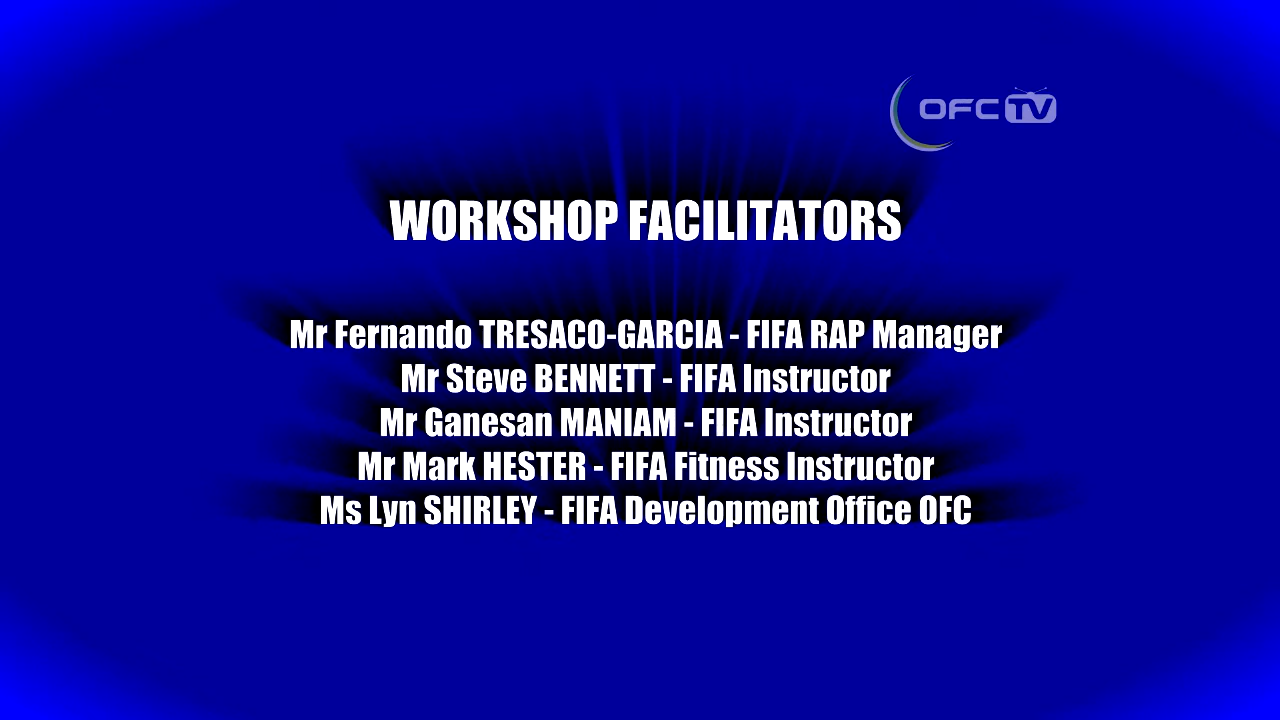 OFC TV
WORKSHOP FACILITATORS
Mr Fernando TRESACO-GARCIA - FIFA RAP Manager
Mr Steve BENNETT - FIFA Instructor
Mr Ganesan MANIAM - FIFA Instructor
Mr Mark HESTER - FIFA Fitness Instructor
Ms Lyn SHIRLEY - FIFA Development Office OFC